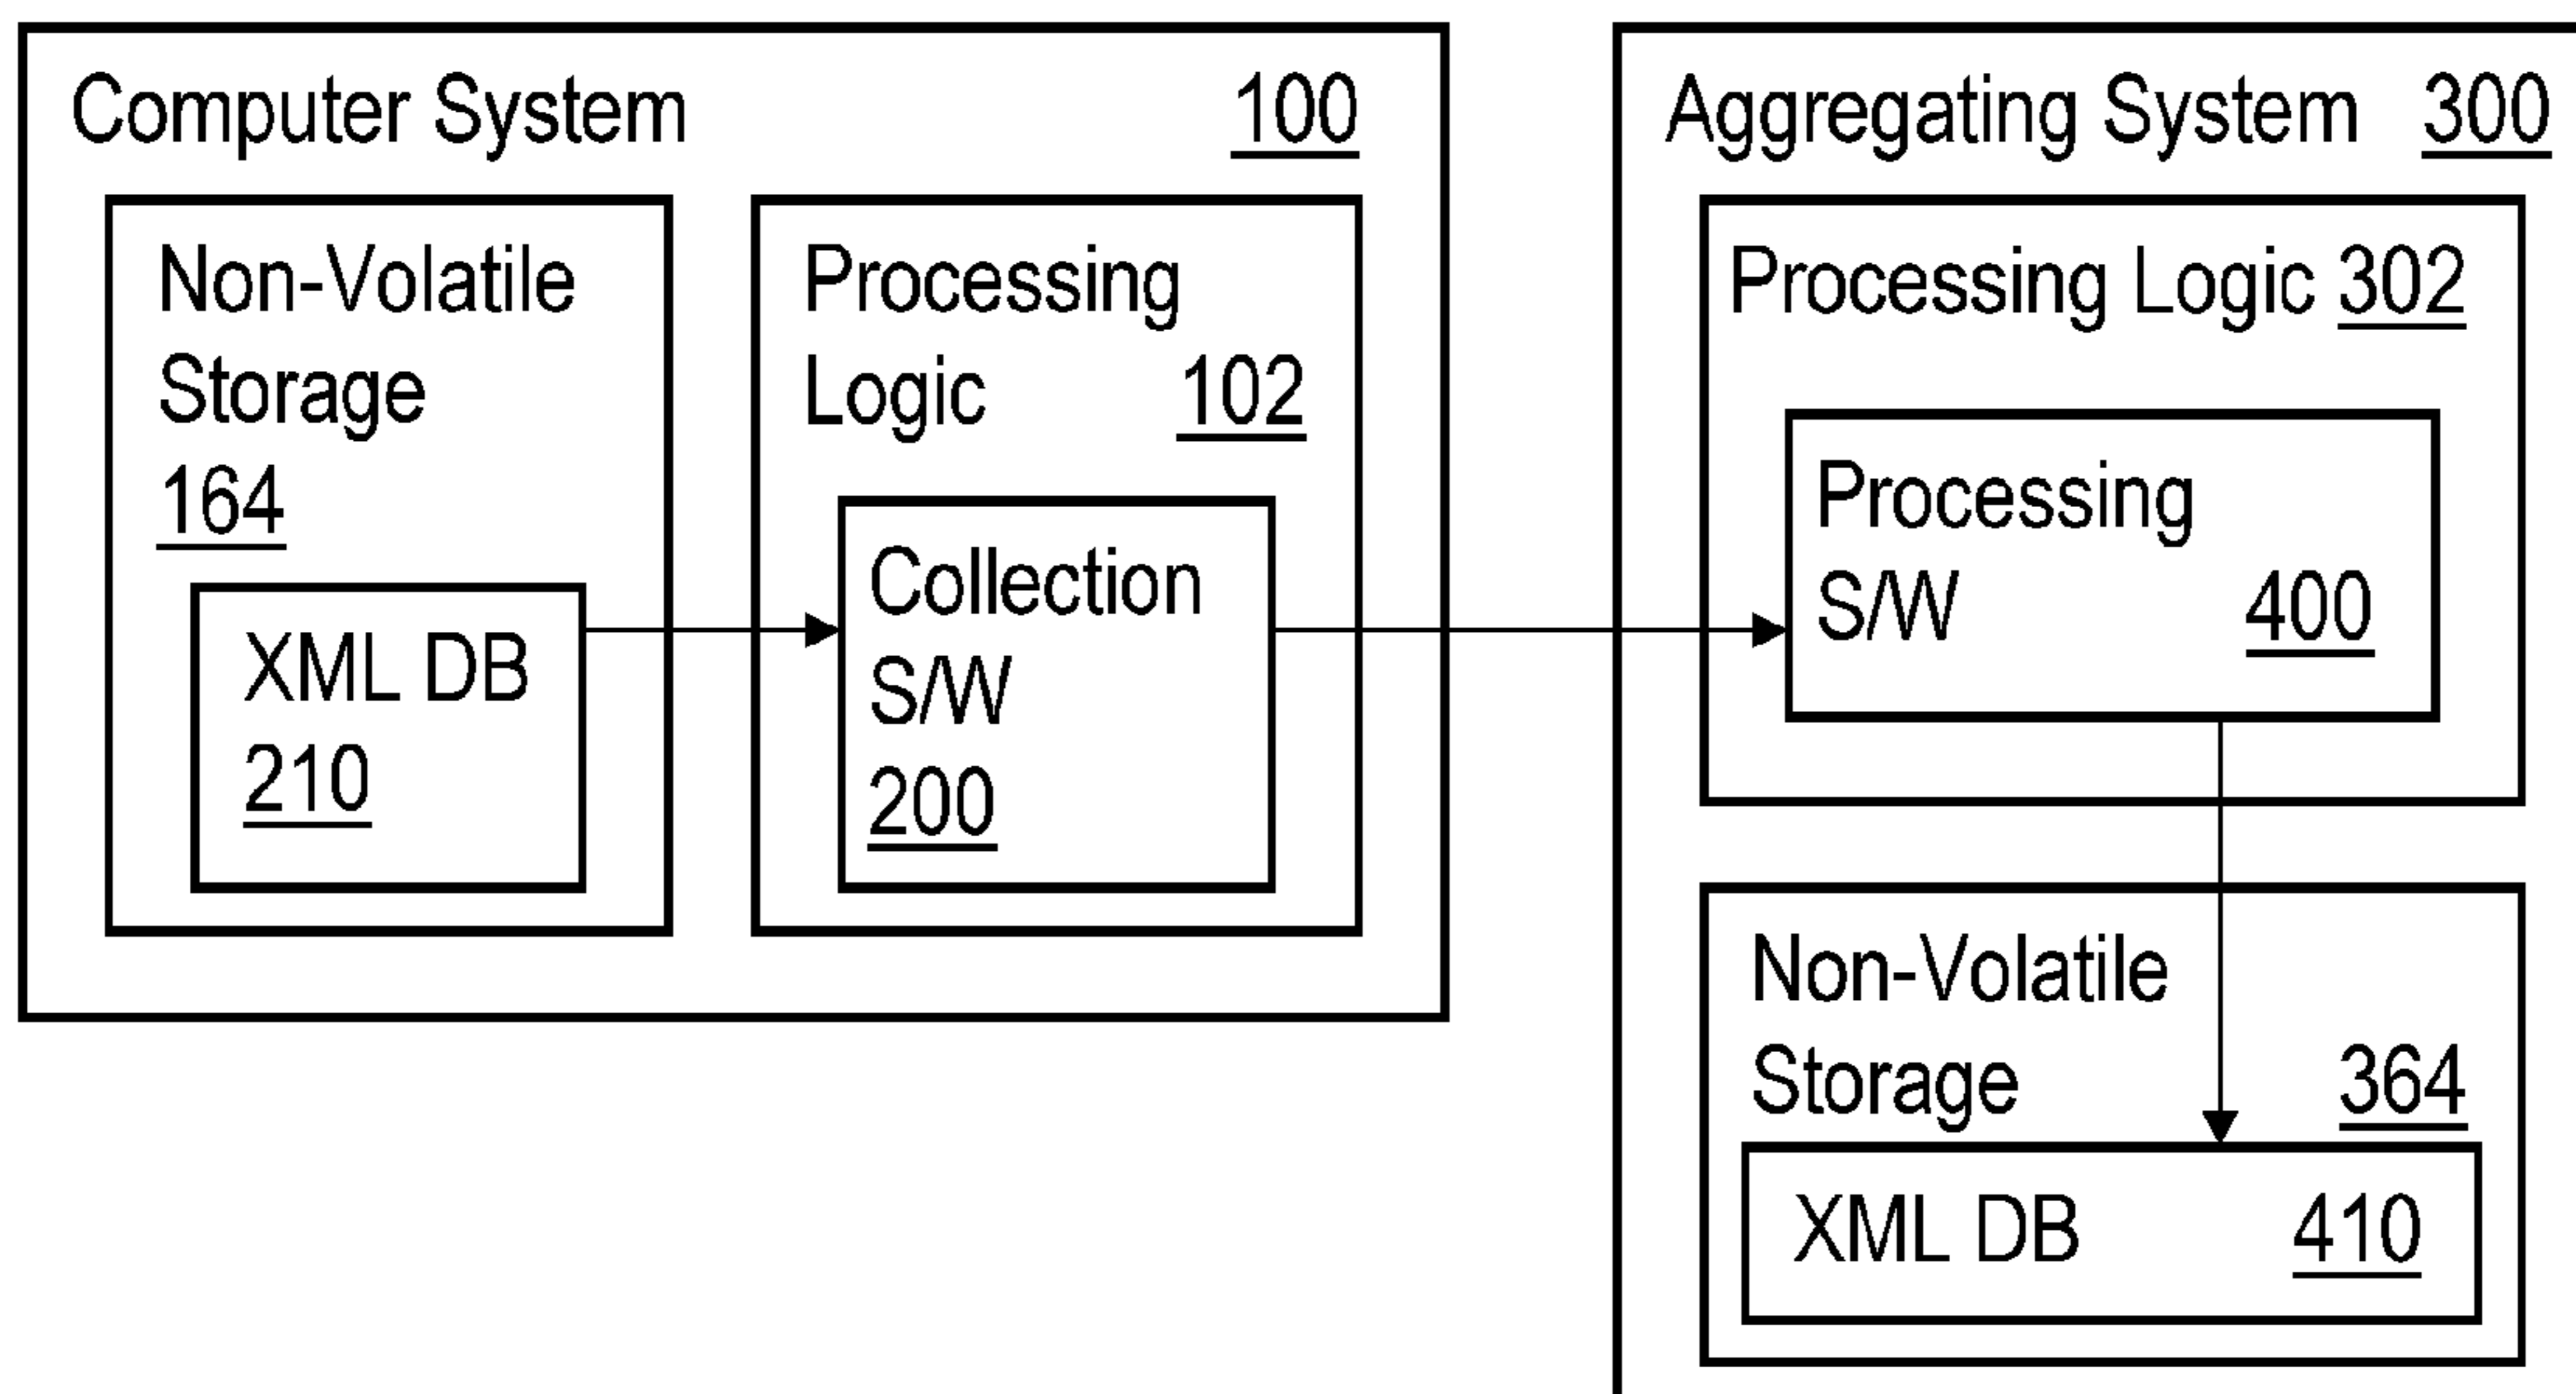 Computer System 100
Non-Volatile
Storage
164
XML DB
210
Processing
Logic 102
Collection
S/W
200
Aggregating System 300
Processing Logic 302
Processing
S/W 400
Non-Volatile
Storage 364
XML DB 410